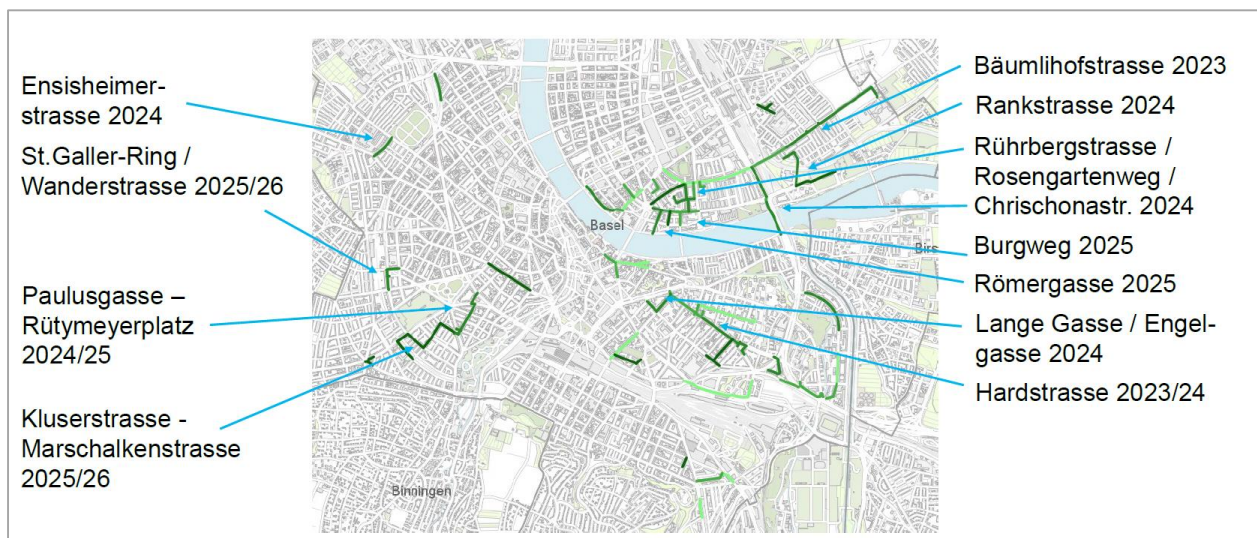 Ensisheimer-
strasse 2024
St.Galler-Ring /
Wanderstrasse 2025/26
Paulusgasse –
Rütymeyerplatz
2024/25
Kluserstrasse -
Marschalkenstrasse
2025/26
Basel
Birs
Binningen
Bäumlihofstrasse 2023
Rankstrasse 2024
Rührbergstrasse /
Rosengartenweg /
Chrischonastr. 2024
Burgweg 2025
Römergasse 2025
Lange Gasse / Engel-
gasse 2024
Hardstrasse 2023/24